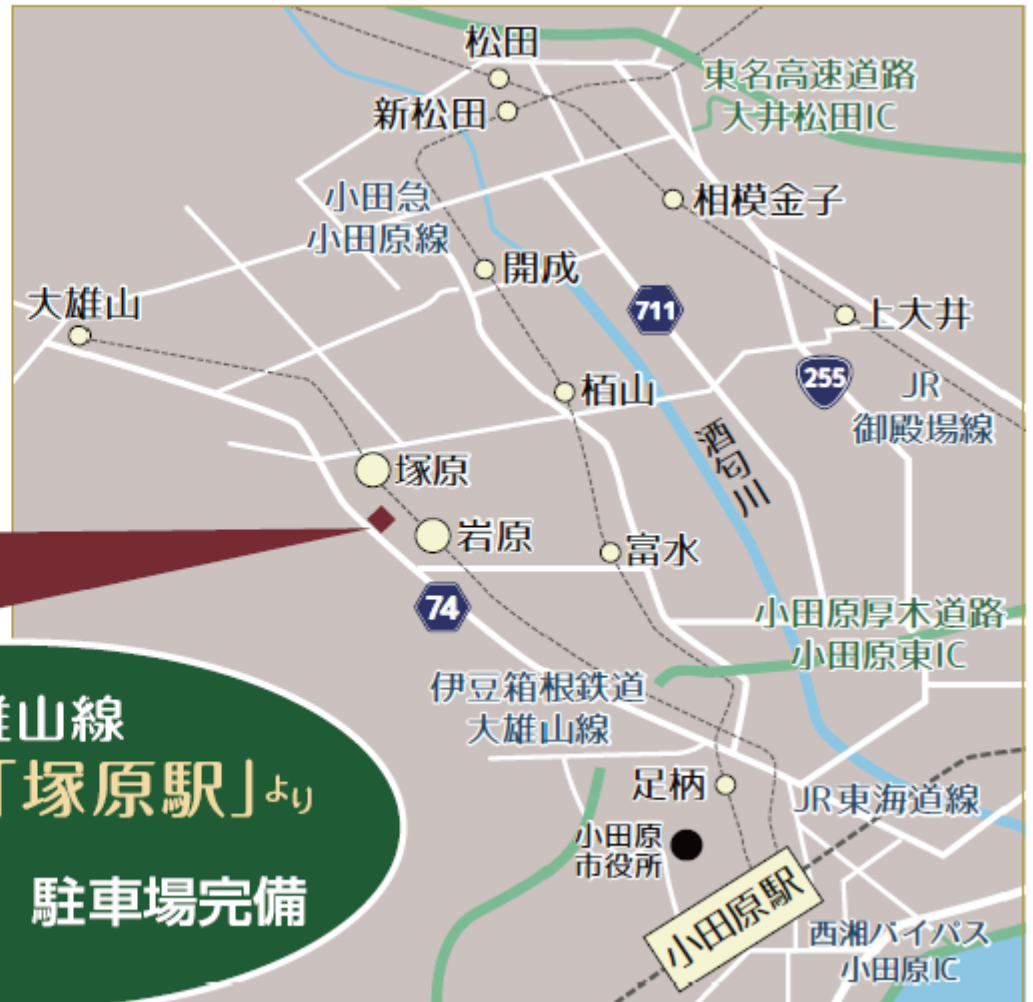 松田
新松田
東名高速道路
大井松田IC
小田急
小田原線
相模金子
開成
大雄山
711
上大井
255
JR
御殿場線
栢山
酒匂川
塚原
岩原
富水
74
小田原厚木道路
小田原東IC
伊豆箱根鉄道
大雄山線
雄山線
「塚原駅」より
駐車場完備
足柄
JR東海道線
小田原
市役所
小田原駅
西湘バイパス
小田原IC